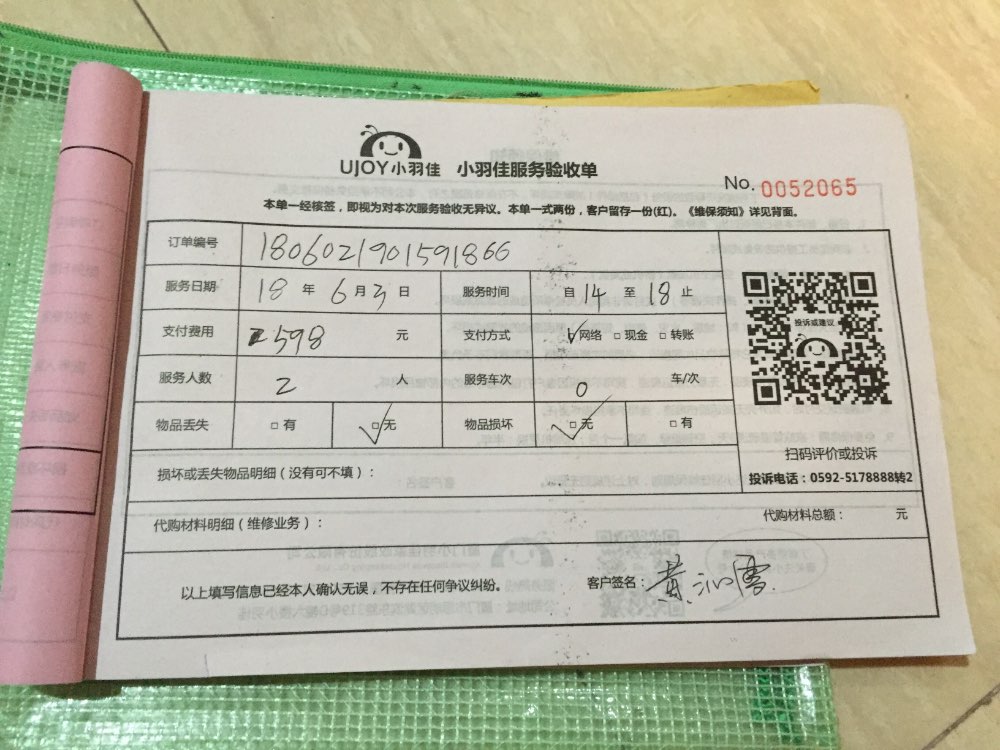 UJOY小羽佳 小羽佳服务验收单
No. 0052065
本单一经核签，即视为对本次服务验收无异议。本单一式两份，客户留存一份(红)。《维保须知》详见背面。
订单编号 1806021901591866
服务日期 18 年 6 月 3 日 服务时间 自 14 至 18 止
支付费用 598 元 支付方式 ☑网络 □现金 □转账
服务人数 2 服务车次 0 车/次
物品丢失 □有 ☑无 物品损坏 ☑无 □有
投诉或建议
扫码评价或投诉
投诉电话：0592-5178888转2
损坏或丢失物品明细（没有可不填）：
代购材料明细（维修业务）： 代购材料总额： 元
以上填写信息已经本人确认无误，不存在任何争议纠纷。 客户签名：黄沁雪